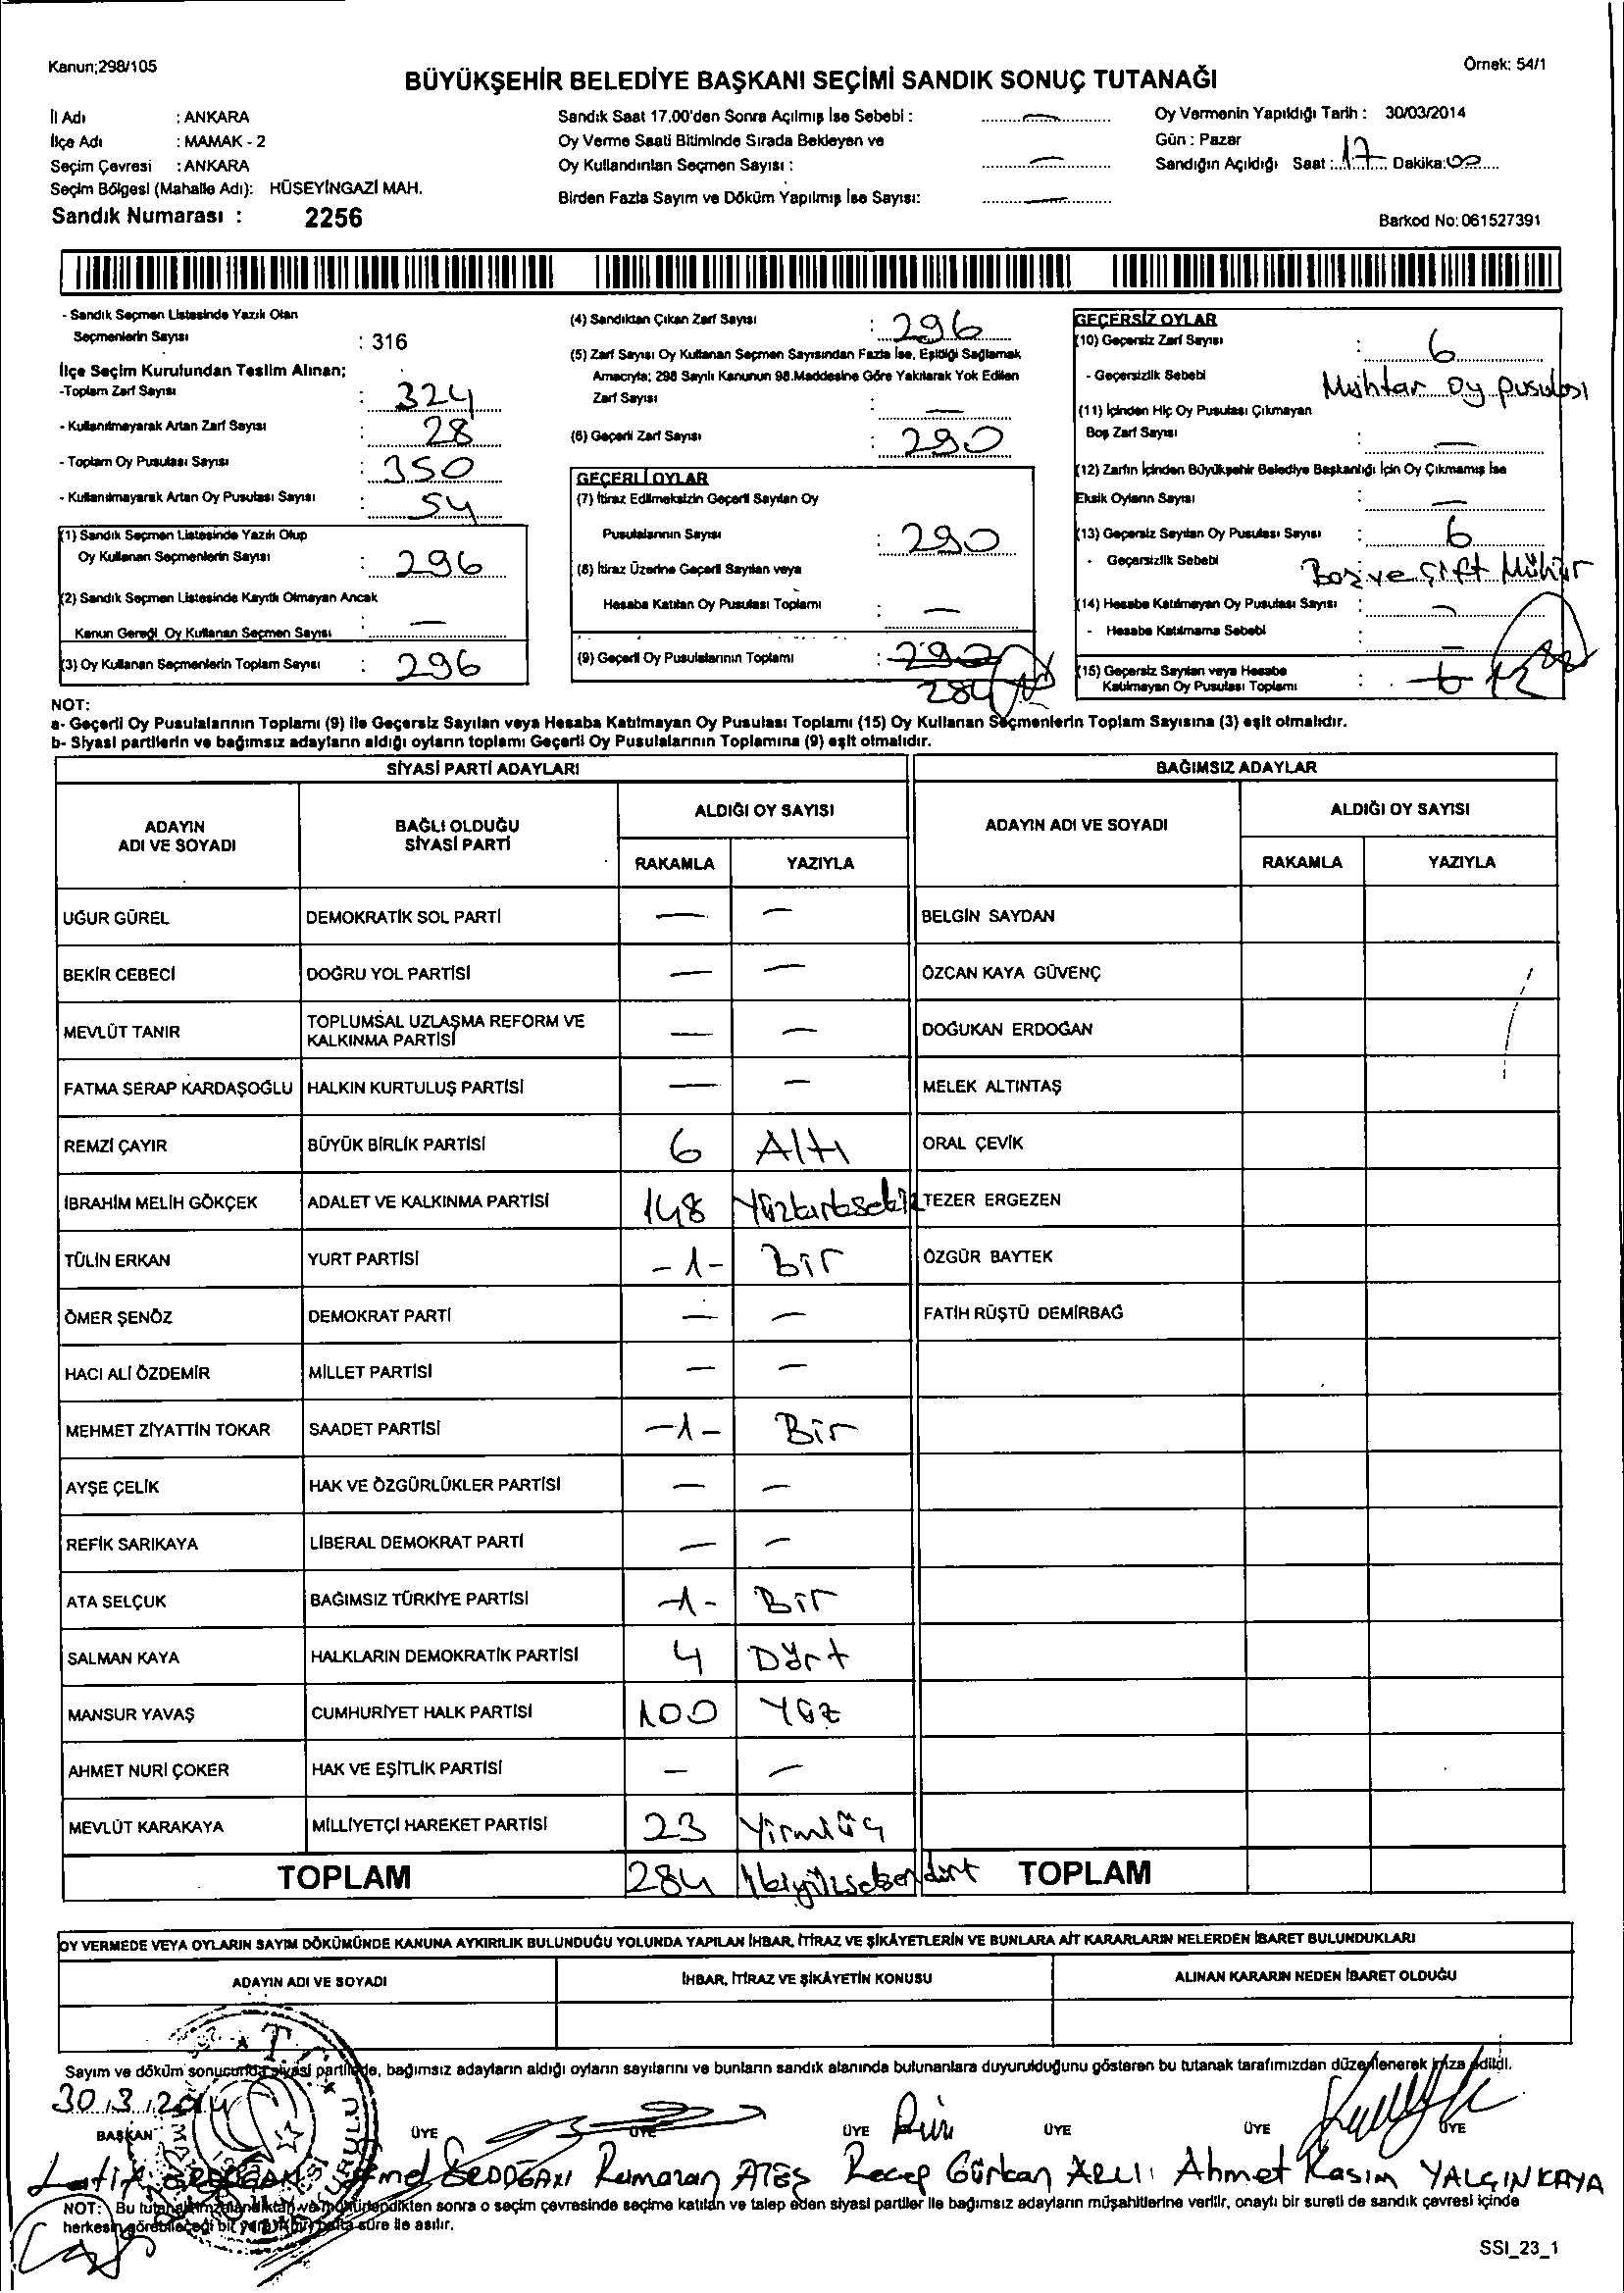 Kanun;298/105
Örnek: 54/1
BÜYÜKŞEHİR BELEDİYE BAŞKANI SEÇİMİ SANDIK SONUÇ TUTANAĞI
İl Adı : ANKARA
İlçe Adı : MAMAK - 2
Seçim Çevresi : ANKARA
Seçim Bölgesi (Mahalle Adı): HÜSEYİNGAZİ MAH.
Sandık Numarası : 2256
Sandık Saat 17.00'den Sonra Açılmış İse Sebebi : —
Oy Verme Saati Bitiminde Sırada Bekleyen ve
Oy Kullandırılan Seçmen Sayısı : —
Birden Fazla Sayım ve Döküm Yapılmış İse Sayısı: —
Oy Vermenin Yapıldığı Tarih : 30/03/2014
Gün : Pazar
Sandığın Açıldığı Saat : 17 Dakika: 00
Barkod No: 061527391
- Sandık Seçmen Listesinde Yazılı Olan
Seçmenlerin Sayısı : 316
İlçe Seçim Kurulundan Teslim Alınan;
-Toplam Zarf Sayısı : 324
- Kullanılmayarak Artan Zarf Sayısı : 28
- Toplam Oy Pusulası Sayısı : 350
- Kullanılmayarak Artan Oy Pusulası Sayısı : 54
(1) Sandık Seçmen Listesinde Yazılı Olup
Oy Kullanan Seçmenlerin Sayısı : 296
(2) Sandık Seçmen Listesinde Kayıtlı Olmayan Ancak
Kanun Gereği Oy Kullanan Seçmen Sayısı : —
(3) Oy Kullanan Seçmenlerin Toplam Sayısı : 296
(4) Sandıktan Çıkan Zarf Sayısı : 296
(5) Zarf Sayısı Oy Kullanan Seçmen Sayısından Fazla İse, Eşitliği Sağlamak
Amacıyla; 298 Sayılı Kanunun 98.Maddesine Göre Yakılarak Yok Edilen
Zarf Sayısı : —
(6) Geçerli Zarf Sayısı : 290
GEÇERLİ OYLAR
(7) İtiraz Edilmeksizin Geçerli Sayılan Oy
Pusulalarının Sayısı : 290
(8) İtiraz Üzerine Geçerli Sayılan veya
Hesaba Katılan Oy Pusulası Toplamı : —
(9) Geçerli Oy Pusulalarının Toplamı : 290
284
GEÇERSİZ OYLAR
(10) Geçersiz Zarf Sayısı : 6
- Geçersizlik Sebebi Muhtar oy pusulası
(11) İçinden Hiç Oy Pusulası Çıkmayan
Boş Zarf Sayısı : —
(12) Zarfın İçinden Büyükşehir Belediye Başkanlığı İçin Oy Çıkmamış İse
Eksik Oyların Sayısı : —
(13) Geçersiz Sayılan Oy Pusulası Sayısı : 6
- Geçersizlik Sebebi Boş ve çift Mühür
(14) Hesaba Katılmayan Oy Pusulası Sayısı : —
- Hesaba Katılmama Sebebi : —
(15) Geçersiz Sayılan veya Hesaba
Katılmayan Oy Pusulası Toplamı : 6 12
NOT:
a- Geçerli Oy Pusulalarının Toplamı (9) ile Geçersiz Sayılan veya Hesaba Katılmayan Oy Pusulası Toplamı (15) Oy Kullanan Seçmenlerin Toplam Sayısına (3) eşit olmalıdır.
b- Siyasi partilerin ve bağımsız adayların aldığı oyların toplamı Geçerli Oy Pusulalarının Toplamına (9) eşit olmalıdır.
SİYASİ PARTİ ADAYLARI BAĞIMSIZ ADAYLAR
ADAYIN ADI VE SOYADI BAĞLI OLDUĞU SİYASİ PARTİ ALDIĞI OY SAYISI ADAYIN ADI VE SOYADI ALDIĞI OY SAYISI
RAKAMLA YAZIYLA RAKAMLA YAZIYLA
UĞUR GÜREL DEMOKRATİK SOL PARTİ — — BELGİN SAYDAN
BEKİR CEBECİ DOĞRU YOL PARTİSİ — — ÖZCAN KAYA GÜVENÇ
MEVLÜT TANIR TOPLUMSAL UZLAŞMA REFORM VE KALKINMA PARTİSİ — — DOĞUKAN ERDOĞAN
FATMA SERAP KARDAŞOĞLU HALKIN KURTULUŞ PARTİSİ — — MELEK ALTINTAŞ
REMZİ ÇAYIR BÜYÜK BİRLİK PARTİSİ 6 Altı ORAL ÇEVİK
İBRAHİM MELİH GÖKÇEK ADALET VE KALKINMA PARTİSİ 148 Yüzkırksekiz TEZER ERGEZEN
TÜLİN ERKAN YURT PARTİSİ -1- Bir ÖZGÜR BAYTEK
ÖMER ŞENÖZ DEMOKRAT PARTİ — — FATİH RÜŞTÜ DEMİRBAĞ
HACI ALİ ÖZDEMİR MİLLET PARTİSİ — —
MEHMET ZİYATTİN TOKAR SAADET PARTİSİ -1- Bir
AYŞE ÇELİK HAK VE ÖZGÜRLÜKLER PARTİSİ — —
REFİK SARIKAYA LİBERAL DEMOKRAT PARTİ — —
ATA SELÇUK BAĞIMSIZ TÜRKİYE PARTİSİ -1- Bir
SALMAN KAYA HALKLARIN DEMOKRATİK PARTİSİ 4 Dört
MANSUR YAVAŞ CUMHURİYET HALK PARTİSİ 100 Yüz
AHMET NURİ ÇOKER HAK VE EŞİTLİK PARTİSİ — —
MEVLÜT KARAKAYA MİLLİYETÇİ HAREKET PARTİSİ 23 Yirmiüç
TOPLAM 284 İkiyüzseksendört TOPLAM
OY VERMEDE VEYA OYLARIN SAYIM DÖKÜMÜNDE KANUNA AYKIRILIK BULUNDUĞU YOLUNDA YAPILAN İHBAR, İTİRAZ VE ŞİKÂYETLERİN VE BUNLARA AİT KARARLARIN NELERDEN İBARET BULUNDUKLARI
ADAYIN ADI VE SOYADI İHBAR, İTİRAZ VE ŞİKÂYETİN KONUSU ALINAN KARARIN NEDEN İBARET OLDUĞU
Sayım ve döküm sonucunda siyasi partilerle, bağımsız adayların aldığı oyların sayılarını ve bunların sandık alanında bulunanlara duyurulduğunu gösteren bu tutanak tarafımızdan düzenlenerek imza edildi.
30.3.2014
BAŞKAN ÜYE ÜYE ÜYE ÜYE ÜYE ÜYE
Latif ERDOĞAN ERDOĞAN Ramazan ATEŞ Recep Gürkan ARLI Ahmet Kasım YALÇINKAYA
NOT: Bu tutanak imzalandıktan ve mühürlendikten sonra o seçim çevresinde seçime katılan ve talep eden siyasi partiler ile bağımsız adayların müşahitlerine verilir, onaylı bir sureti de sandık çevresi içinde
herkesin görebileceği bir yere bir hafta süre ile asılır.
SSI_23_1